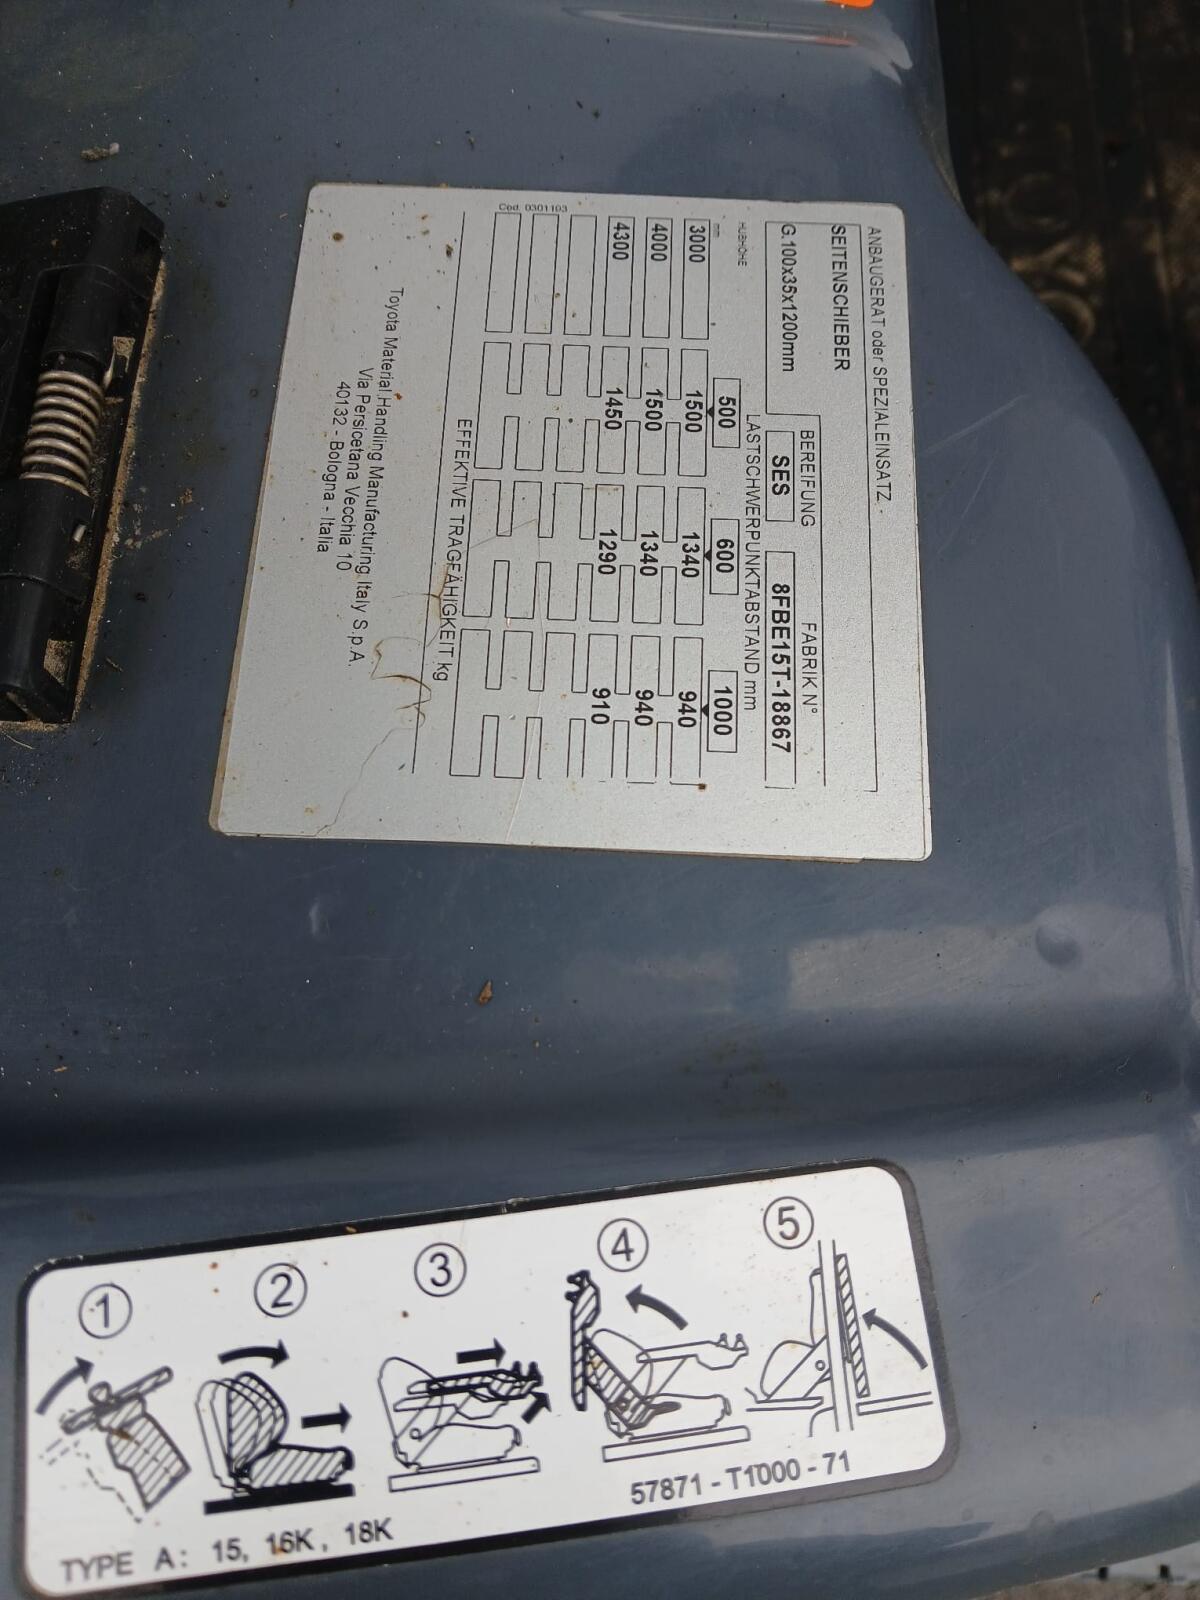 ANBAUGERAT oder SPEZIALEINSATZ -
SEITENSCHIEBER
BEREIFUNG FABRIK N°
G.100x35x1200mm SES 8FBE15T-18867
HUBHÖHE LASTSCHWERPUNKTABSTAND mm
mm 500 600 1000
3000 1500 1340 940
4000 1500 1340 940
4300 1450 1290 910
Cod. 0301103
EFFEKTIVE TRAGEÄHIGKEIT kg
Toyota Material Handling Manufacturing Italy S.p.A.
Via Persicetana Vecchia 10
40132 - Bologna - Italia
1 2 3 4 5
57871 - T1000 - 71
TYPE A: 15, 16K, 18K